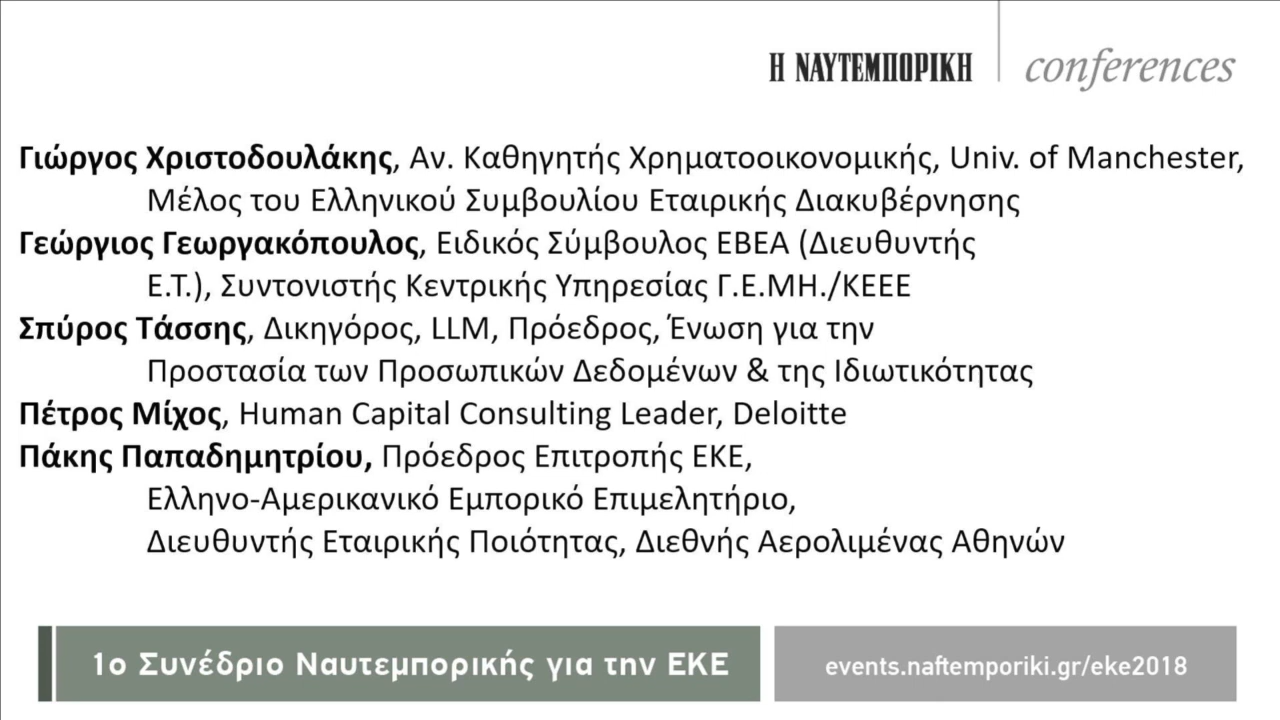 Η ΝΑΥΤΕΜΠΟΡΙΚΗ conferences
Γιώργος Χριστοδουλάκης, Αν. Καθηγητής Χρηματοοικονομικής, Univ. of Manchester,
Μέλος του Ελληνικού Συμβουλίου Εταιρικής Διακυβέρνησης
Γεώργιος Γεωργακόπουλος, Ειδικός Σύμβουλος ΕΒΕΑ (Διευθυντής
Ε.Τ.), Συντονιστής Κεντρικής Υπηρεσίας Γ.Ε.ΜΗ./ΚΕΕΕ
Σπύρος Τάσσης, Δικηγόρος, LLM, Πρόεδρος, Ένωση για την
Προστασία των Προσωπικών Δεδομένων & της Ιδιωτικότητας
Πέτρος Μίχος, Human Capital Consulting Leader, Deloitte
Πάκης Παπαδημητρίου, Πρόεδρος Επιτροπής ΕΚΕ,
Ελληνο-Αμερικανικό Εμπορικό Επιμελητήριο,
Διευθυντής Εταιρικής Ποιότητας, Διεθνής Αερολιμένας Αθηνών
1ο Συνέδριο Ναυτεμπορικής για την ΕΚΕ
events.naftemporiki.gr/eke2018